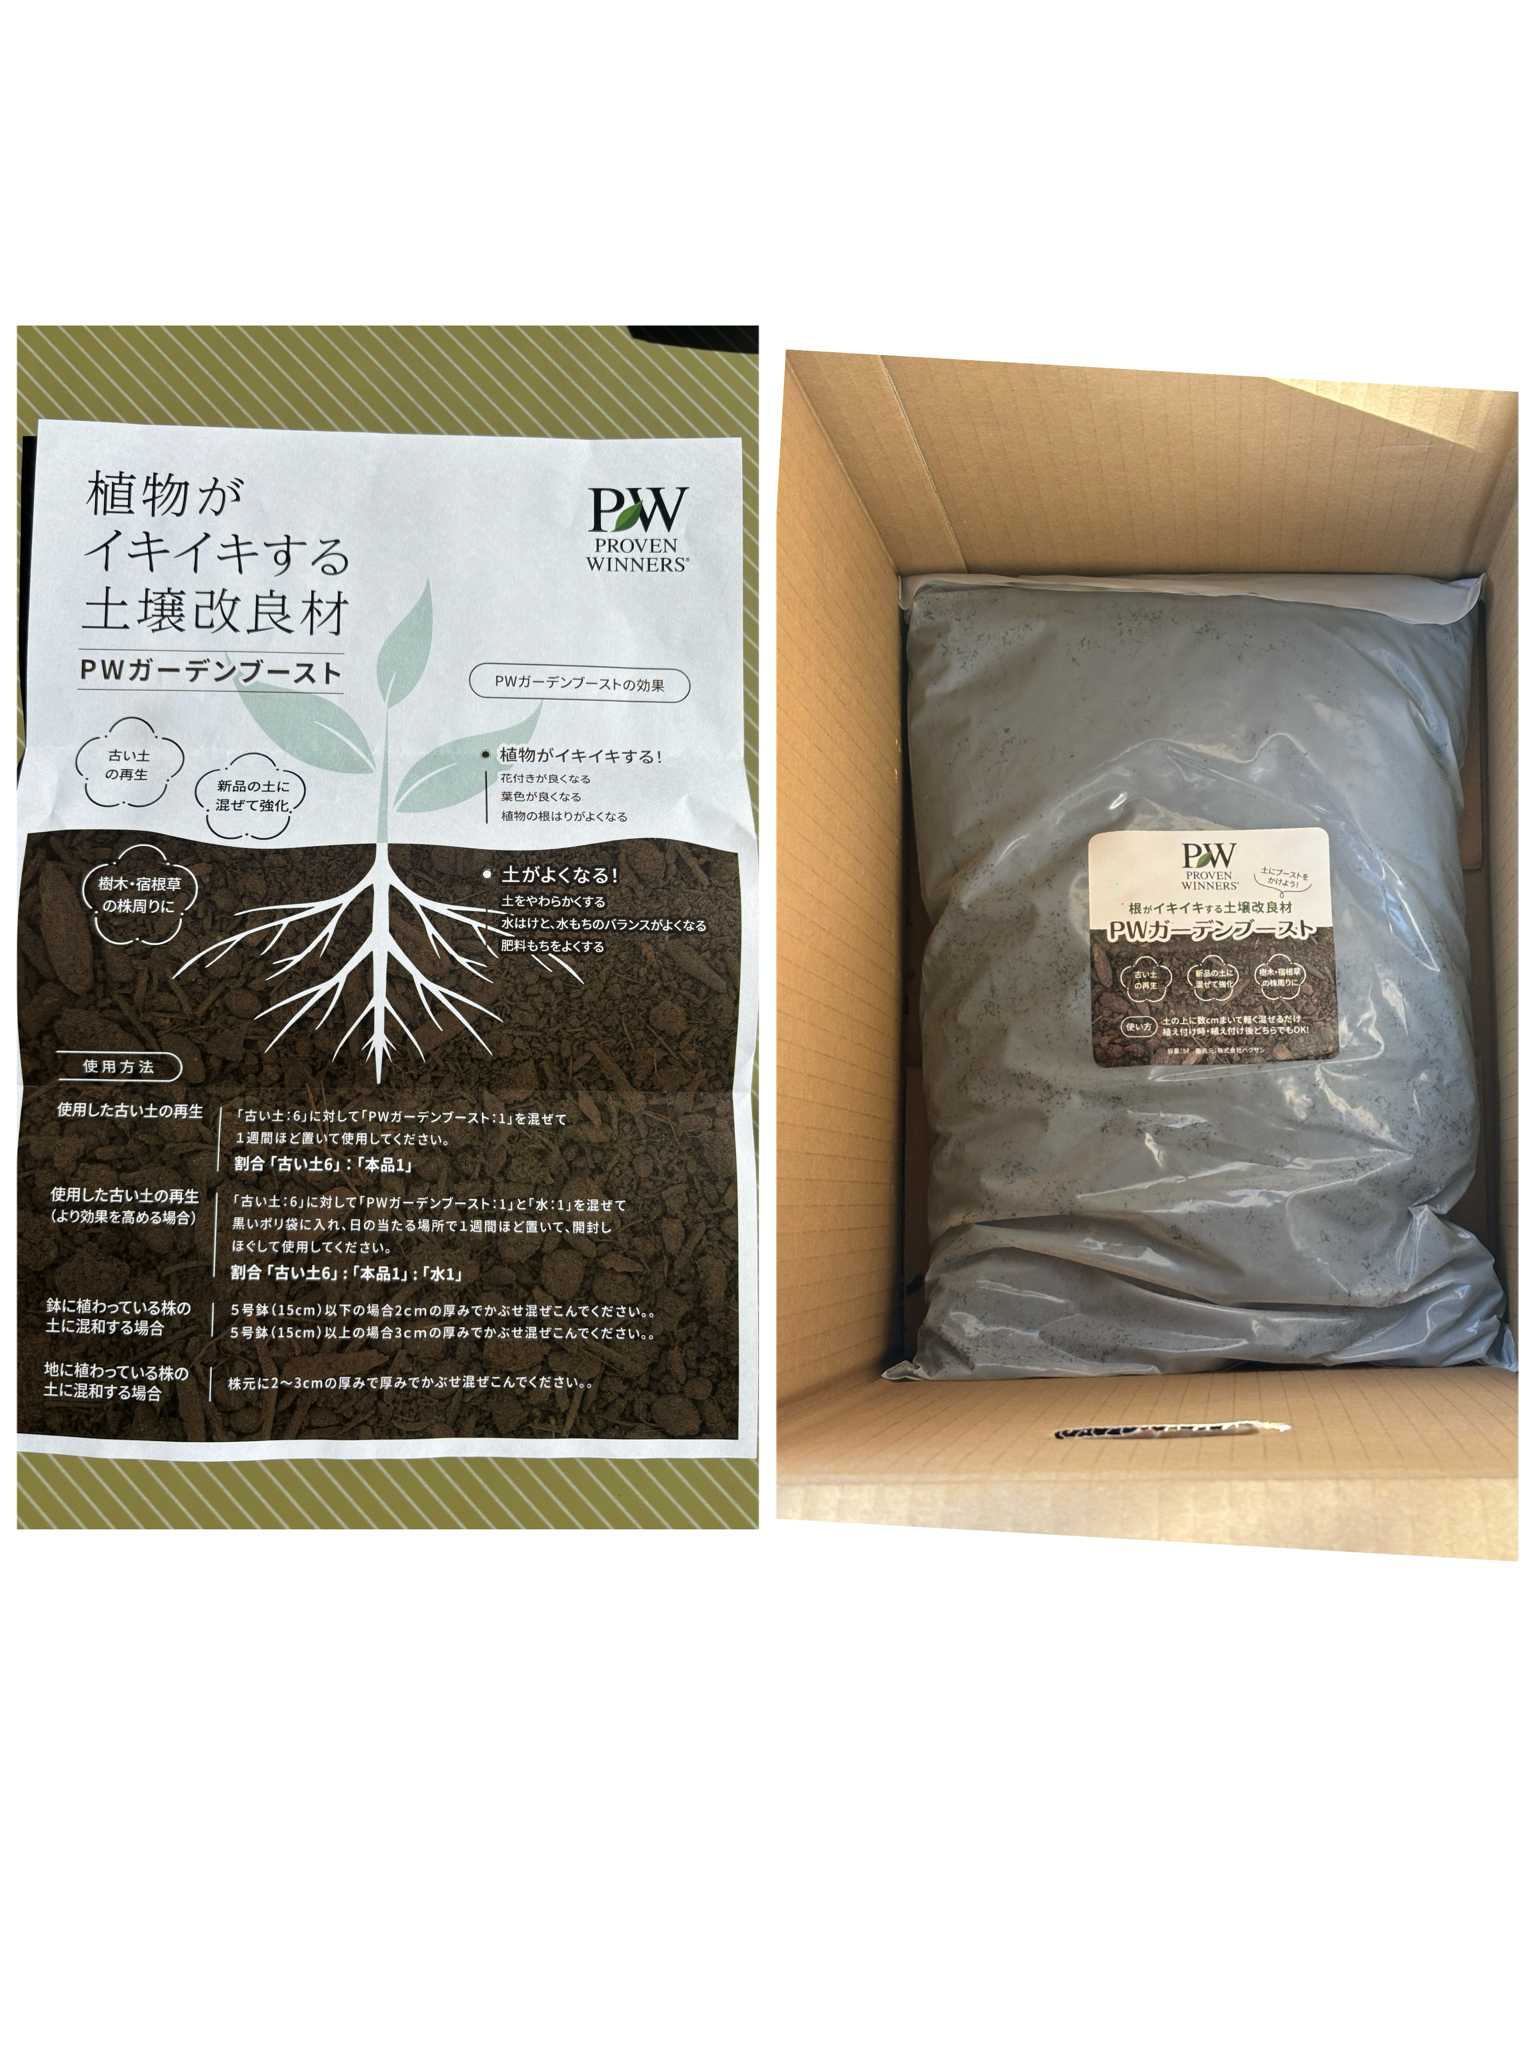 植物が
イキイキする
土壌改良材
PWガーデンブースト
PW
PROVEN
WINNERS®
PWガーデンブーストの効果
古い土
の再生
新品の土に
混ぜて強化
樹木・宿根草
の株周りに
植物がイキイキする！
花付きが良くなる
葉色が良くなる
植物の根はりがよくなる
土がよくなる！
土をやわらかくする
水はけと、水もちのバランスがよくなる
肥料もちをよくする
使用方法
使用した古い土の再生
「古い土：6」に対して「PWガーデンブースト：1」を混ぜて
１週間ほど置いて使用してください。
割合「古い土6」：「本品1」
使用した古い土の再生
（より効果を高める場合）
「古い土：6」に対して「PWガーデンブースト：1」と「水：1」を混ぜて
黒いポリ袋に入れ、日の当たる場所で１週間ほど置いて、開封し
ほぐして使用してください。
割合「古い土6」：「本品1」：「水1」
鉢に植わっている株の
土に混和する場合
５号鉢（15cm）以下の場合2cmの厚みでかぶせ混ぜこんでください。。
５号鉢（15cm）以上の場合3cmの厚みでかぶせ混ぜこんでください。。
地に植わっている株の
土に混和する場合
株元に2〜3cmの厚みで厚みでかぶせ混ぜこんでください。。
PW
PROVEN
WINNERS®
土にブーストを
かけよう！
根がイキイキする土壌改良材
PWガーデンブースト
古い土
の再生
新品の土に
混ぜて強化
樹木・宿根草
の株周りに
使い方
土の上に数cmまいて軽く混ぜるだけ
植え付け時・植え付け後どちらでもOK!
株式会社ハクサン